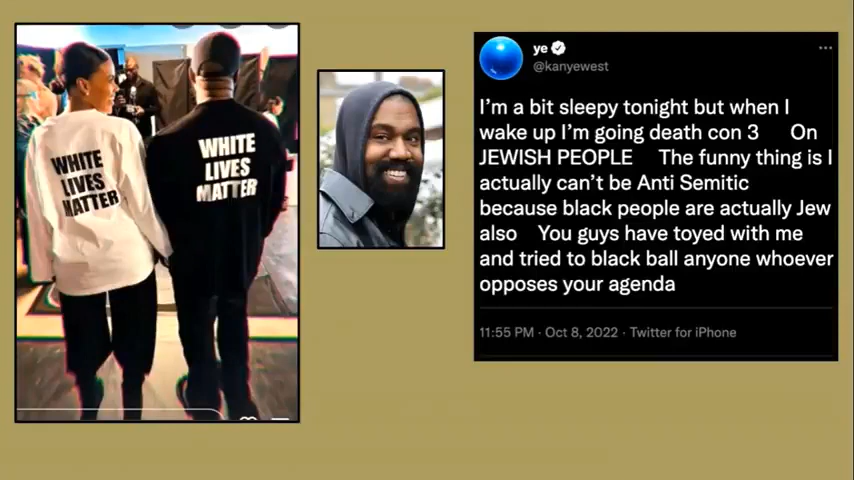 WHITE
LIVES
MATTER
WHITE
LIVES
MATTER
ye
@kanyewest
I'm a bit sleepy tonight but when I
wake up I'm going death con 3 On
JEWISH PEOPLE The funny thing is I
actually can't be Anti Semitic
because black people are actually Jew
also You guys have toyed with me
and tried to black ball anyone whoever
opposes your agenda
11:55 PM · Oct 8, 2022 · Twitter for iPhone